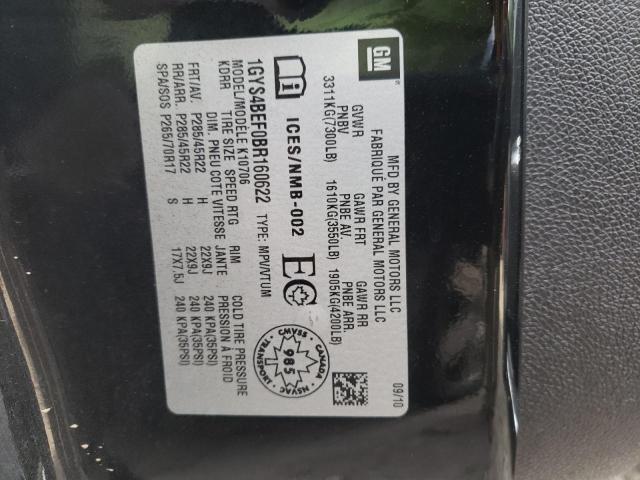 GM
MFD BY GENERAL MOTORS LLC 09/10
FABRIQUÉ PAR GENERAL MOTORS LLC
GVWR GAWR FRT GAWR RR
PNBV PNBE AV. PNBE ARR.
3311KG(7300LB) 1610KG(3550LB) 1905KG(4200LB)
i ICES/NMB-002 EC
TRANSPORT CMVSS CANADA NSVAC
985 T
1GYS4BEF0BR160622 TYPE: MPV/VTUM
MODEL/MODÈLE K10706
KDRR TIRE SIZE SPEED RTG RIM COLD TIRE PRESSURE
DIM. PNEU COTE VITESSE JANTE PRESSION À FROID
FRT/AV. P285/45R22 H 22X9J 240 KPA(35PSI)
RR/ARR. P285/45R22 H 22X9J 240 KPA(35PSI)
SPA/SOS P265/70R17 S 17X7.5J 240 KPA(35PSI)